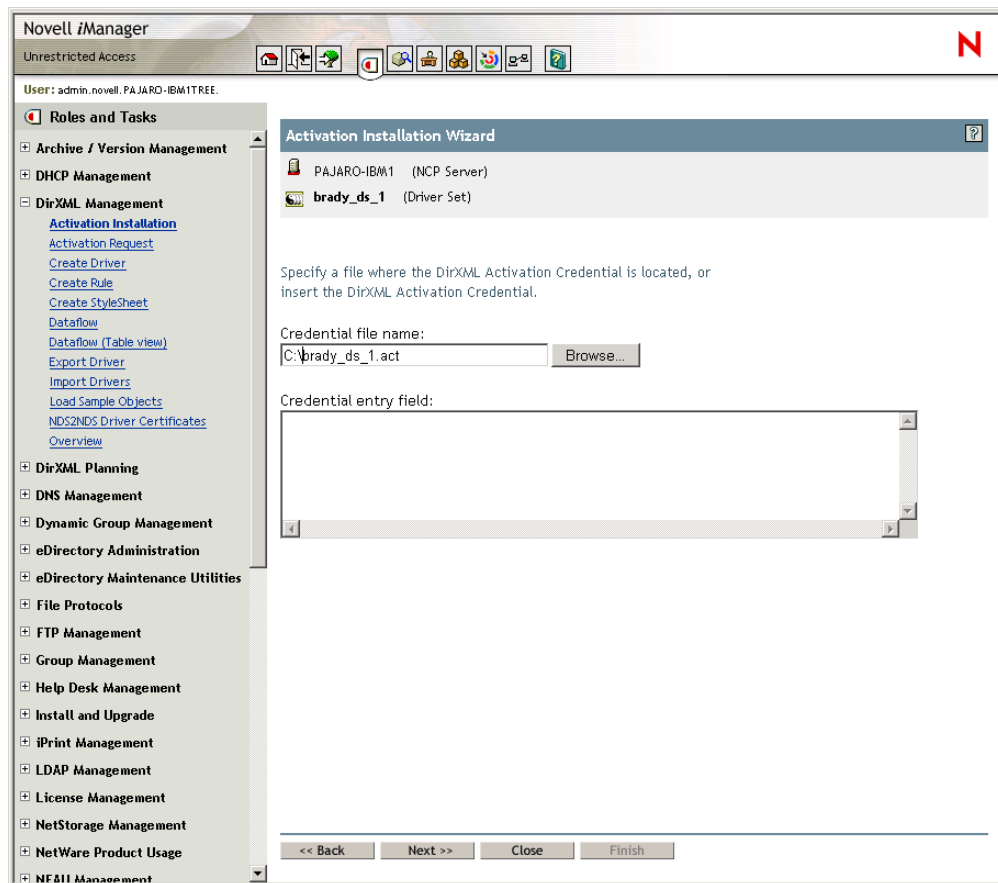 Novell iManager
Unrestricted Access
N
User: admin.novell.PAJARO-IBM1TREE.
Roles and Tasks
Archive / Version Management
DHCP Management
DirXML Management
Activation Installation
Activation Request
Create Driver
Create Rule
Create StyleSheet
Dataflow
Dataflow (Table view)
Export Driver
Import Drivers
Load Sample Objects
NDS2NDS Driver Certificates
Overview
DirXML Planning
DNS Management
Dynamic Group Management
eDirectory Administration
eDirectory Maintenance Utilities
File Protocols
FTP Management
Group Management
Help Desk Management
Install and Upgrade
iPrint Management
LDAP Management
License Management
NetStorage Management
NetWare Product Usage
NFAU Management
Activation Installation Wizard
?
PAJARO-IBM1 (NCP Server)
brady_ds_1 (Driver Set)
Specify a file where the DirXML Activation Credential is located, or
insert the DirXML Activation Credential.
Credential file name:
C:\brady_ds_1.act
Browse...
Credential entry field:
<< Back
Next >>
Close
Finish